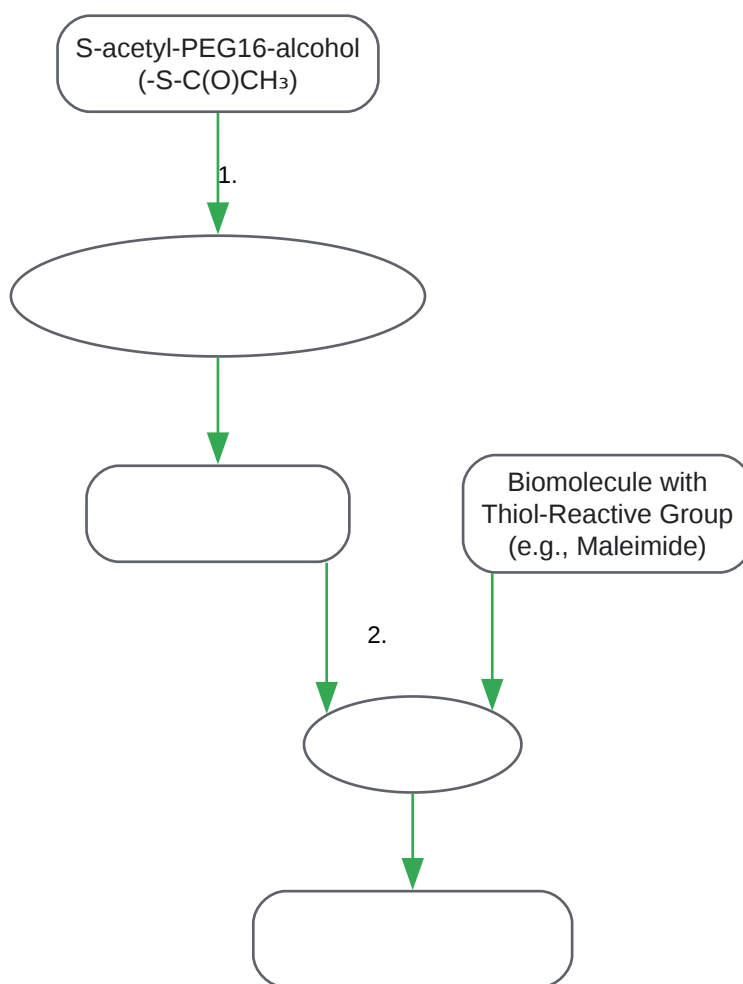 S-acetyl-PEG16-alcohol
(-S-C(O)CH₃)
1.
Biomolecule with
Thiol-Reactive Group
(e.g., Maleimide)
2.